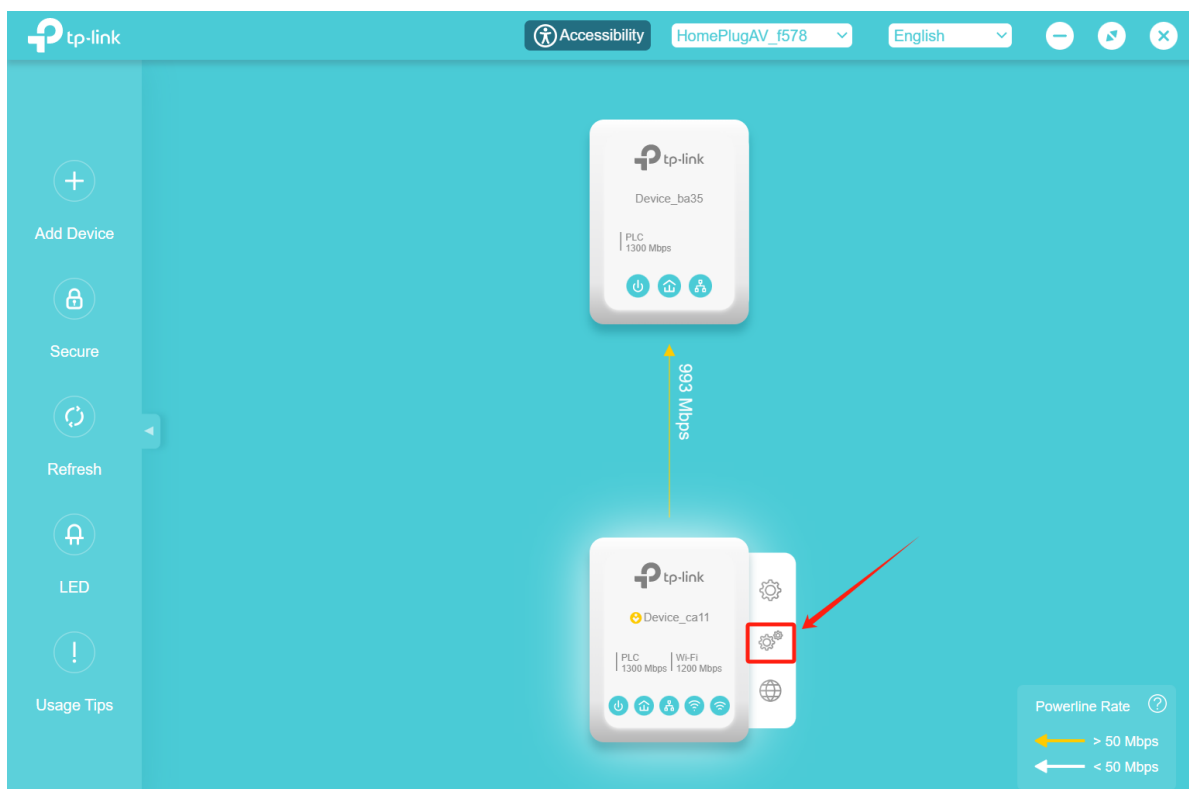 tp-link
Accessibility
HomePlugAV_f578
English
Add Device
Secure
Refresh
LED
Usage Tips
tp-link
Device_ba35
PLC
1300 Mbps
993 Mbps
tp-link
Device_ca11
PLC
1300 Mbps
Wi-Fi
1200 Mbps
Powerline Rate ?
> 50 Mbps
< 50 Mbps